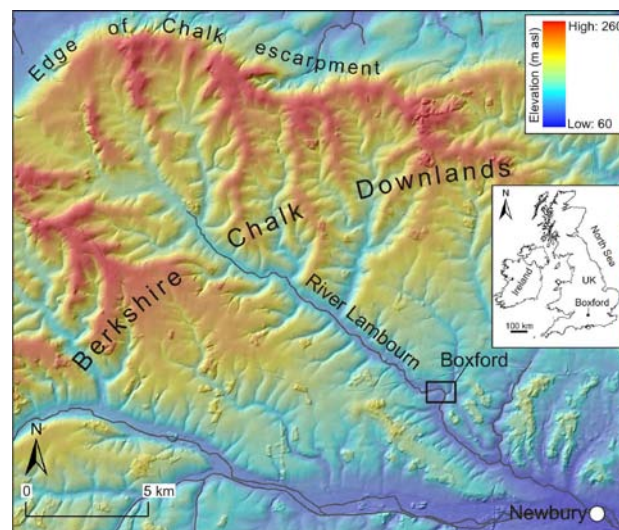 Edge of Chalk escarpment
Elevation (m asl)
High: 260
Low: 60
Berkshire Chalk Downlands
N
North Sea
Ireland
UK
Boxford
100 km
River Lambourn
Boxford
N
0 5 km
Newbury